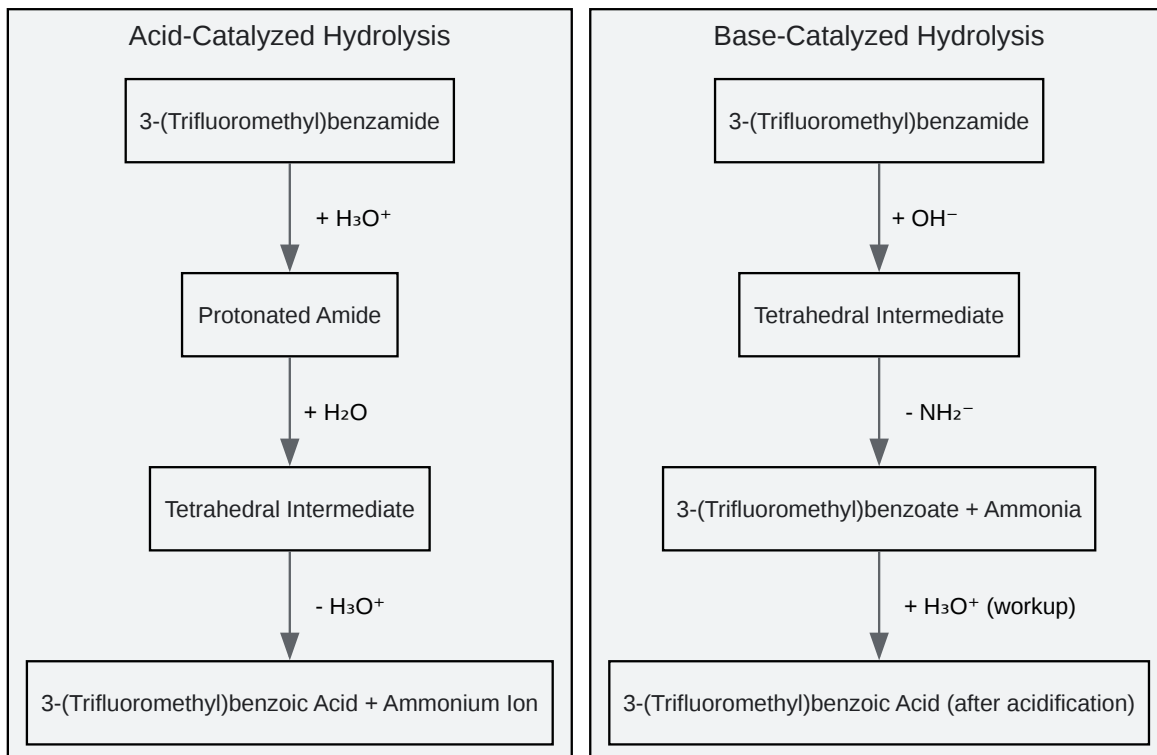 Acid-Catalyzed Hydrolysis
3-(Trifluoromethyl)benzamide
+ H₃O⁺
Protonated Amide
+ H₂O
Tetrahedral Intermediate
- H₃O⁺
3-(Trifluoromethyl)benzoic Acid + Ammonium Ion
Base-Catalyzed Hydrolysis
3-(Trifluoromethyl)benzamide
+ OH⁻
Tetrahedral Intermediate
- NH₂⁻
3-(Trifluoromethyl)benzoate + Ammonia
+ H₃O⁺ (workup)
3-(Trifluoromethyl)benzoic Acid (after acidification)